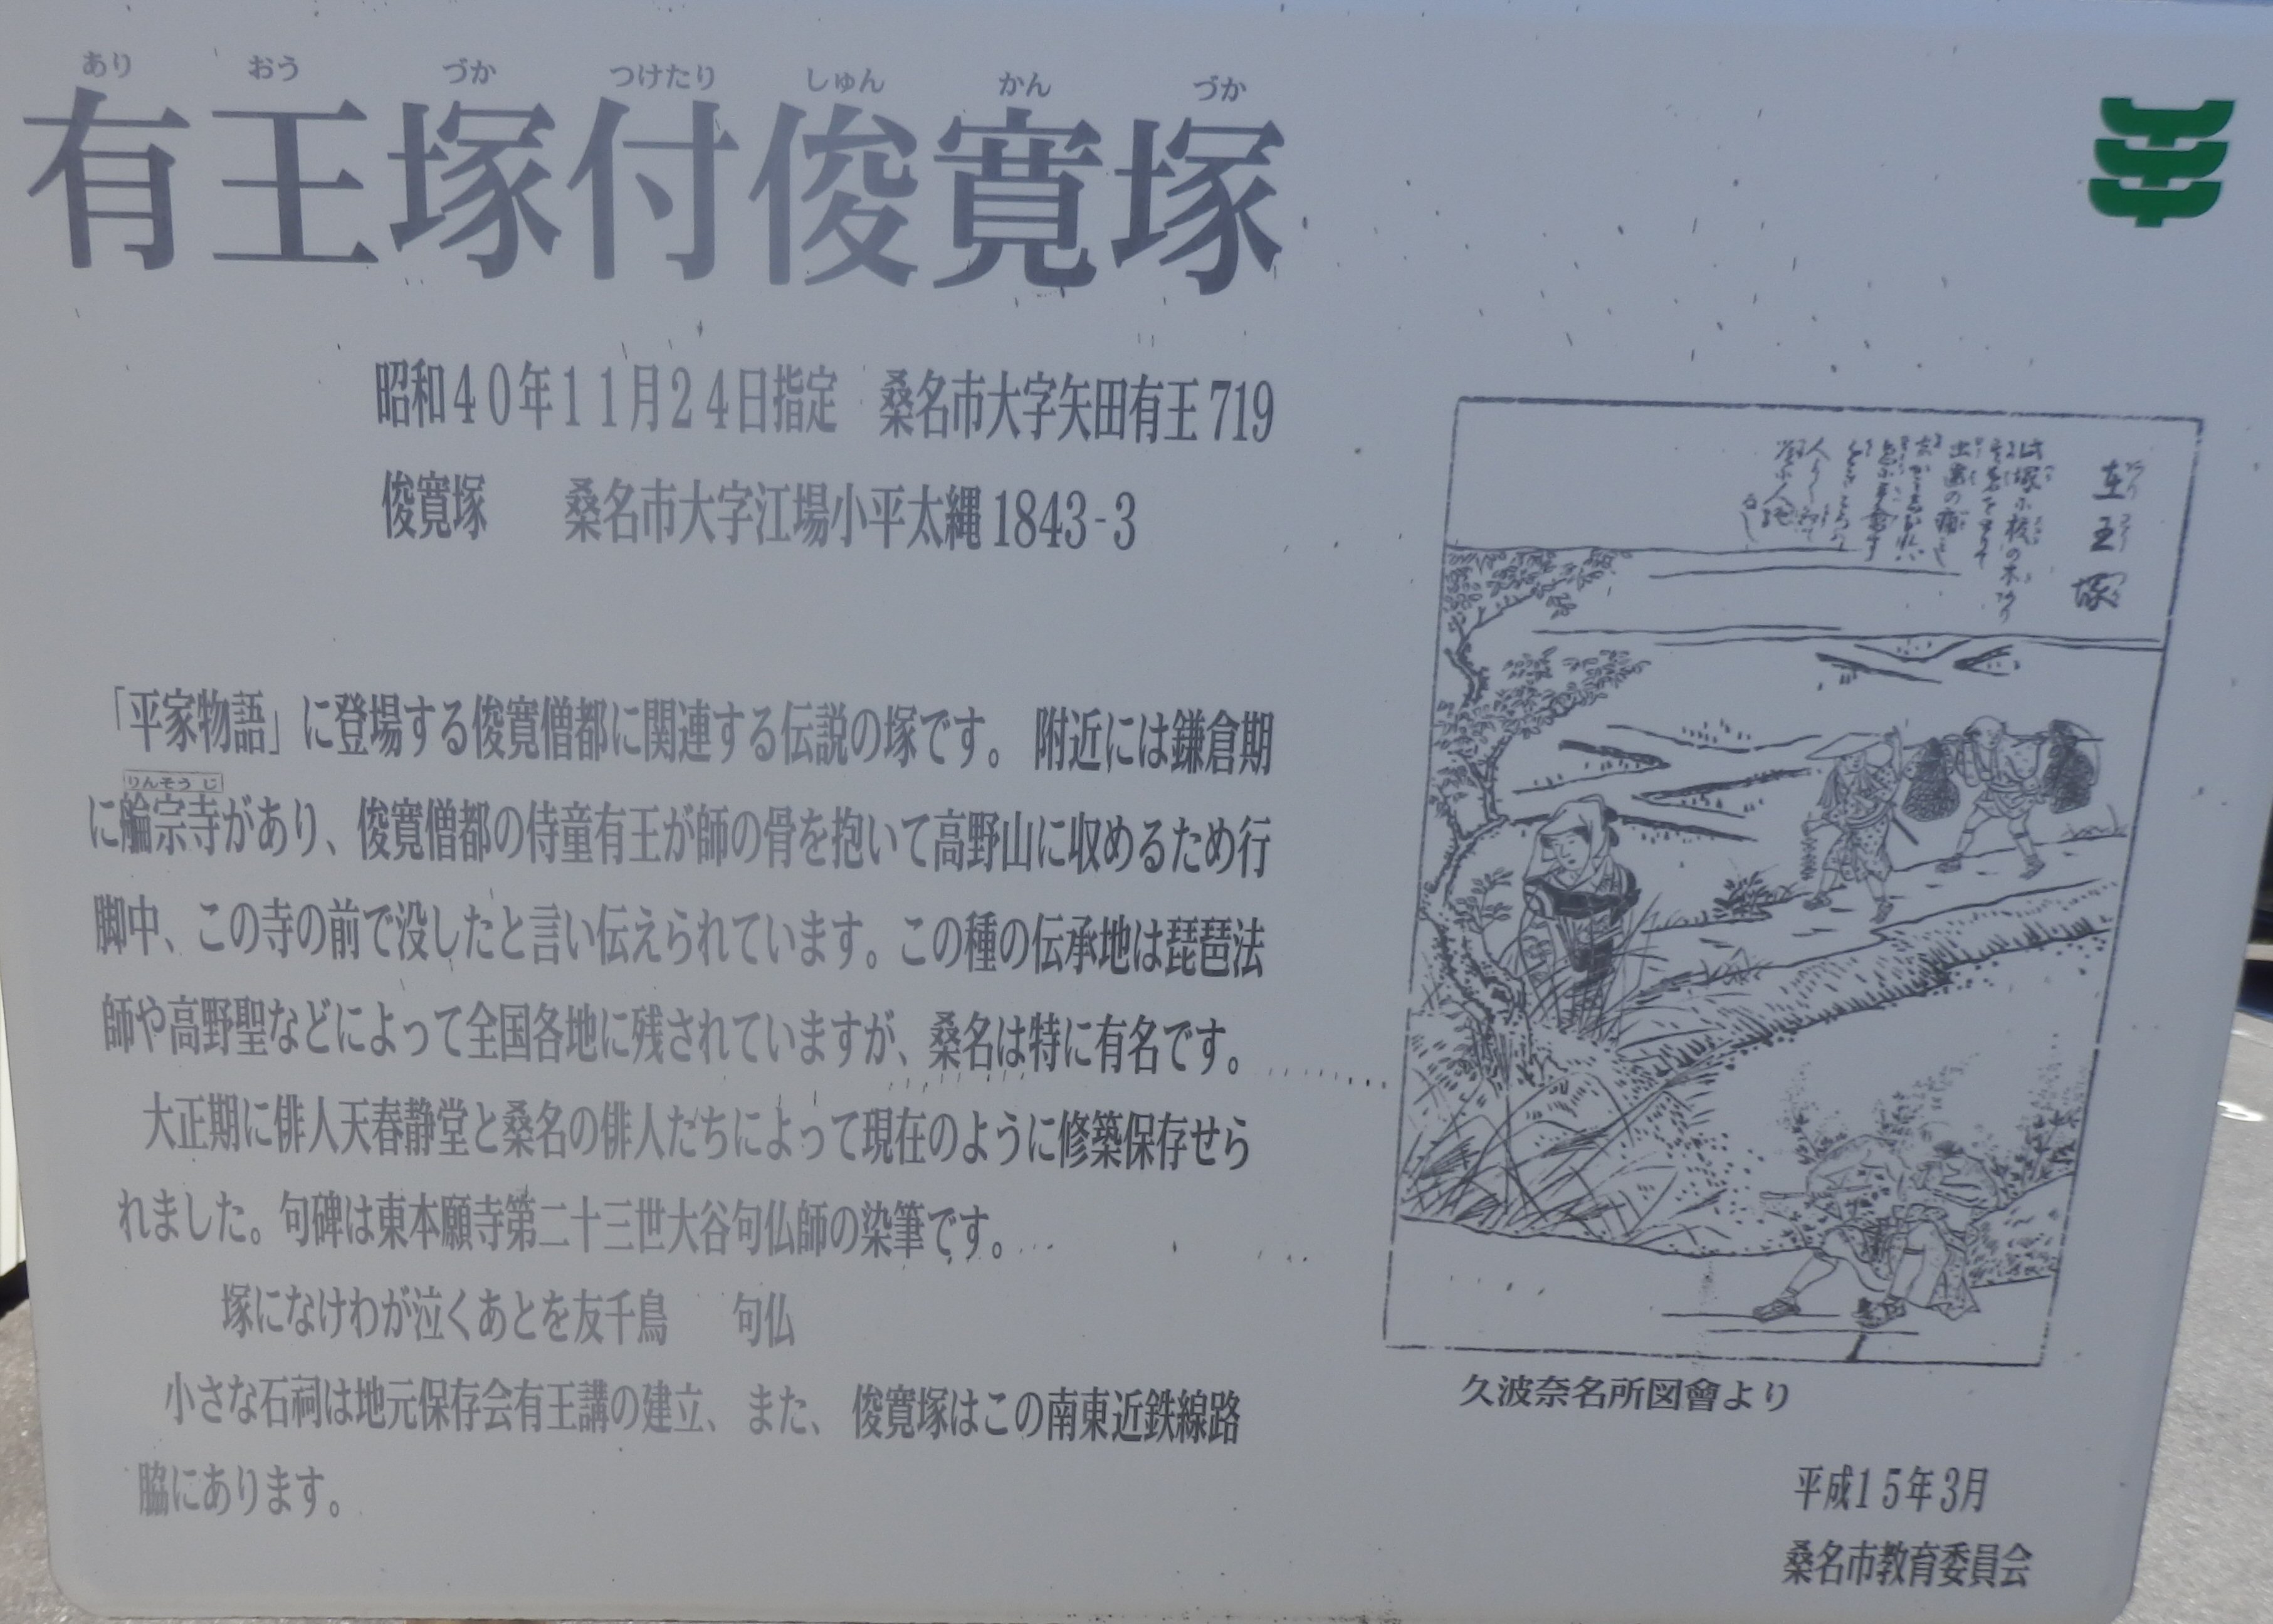 あり おう づか つけたり しゅん かん づか
有王塚付俊寛塚
昭和40年11月24日指定 桑名市大字矢田有王719
俊寛塚 桑名市大字江場小平太縄1843-3
「平家物語」に登場する俊寛僧都に関連する伝説の塚です。附近には鎌倉期
りんそうじ
に艑宗寺があり、俊寛僧都の侍童有王が師の骨を抱いて高野山に収めるため行
脚中、この寺の前で没したと言い伝えられています。この種の伝承地は琵琶法
師や高野聖などによって全国各地に残されていますが、桑名は特に有名です。
大正期に俳人天春静堂と桑名の俳人たちによって現在のように修築保存せら
れました。句碑は東本願寺第二十三世大谷句仏師の染筆です。
塚になけわが泣くあとを友千鳥 句仏
小さな石祠は地元保存会有王講の建立、また、俊寛塚はこの南東近鉄線路
脇にあります。
在王塚
久波奈名所図會より
平成15年3月
桑名市教育委員会